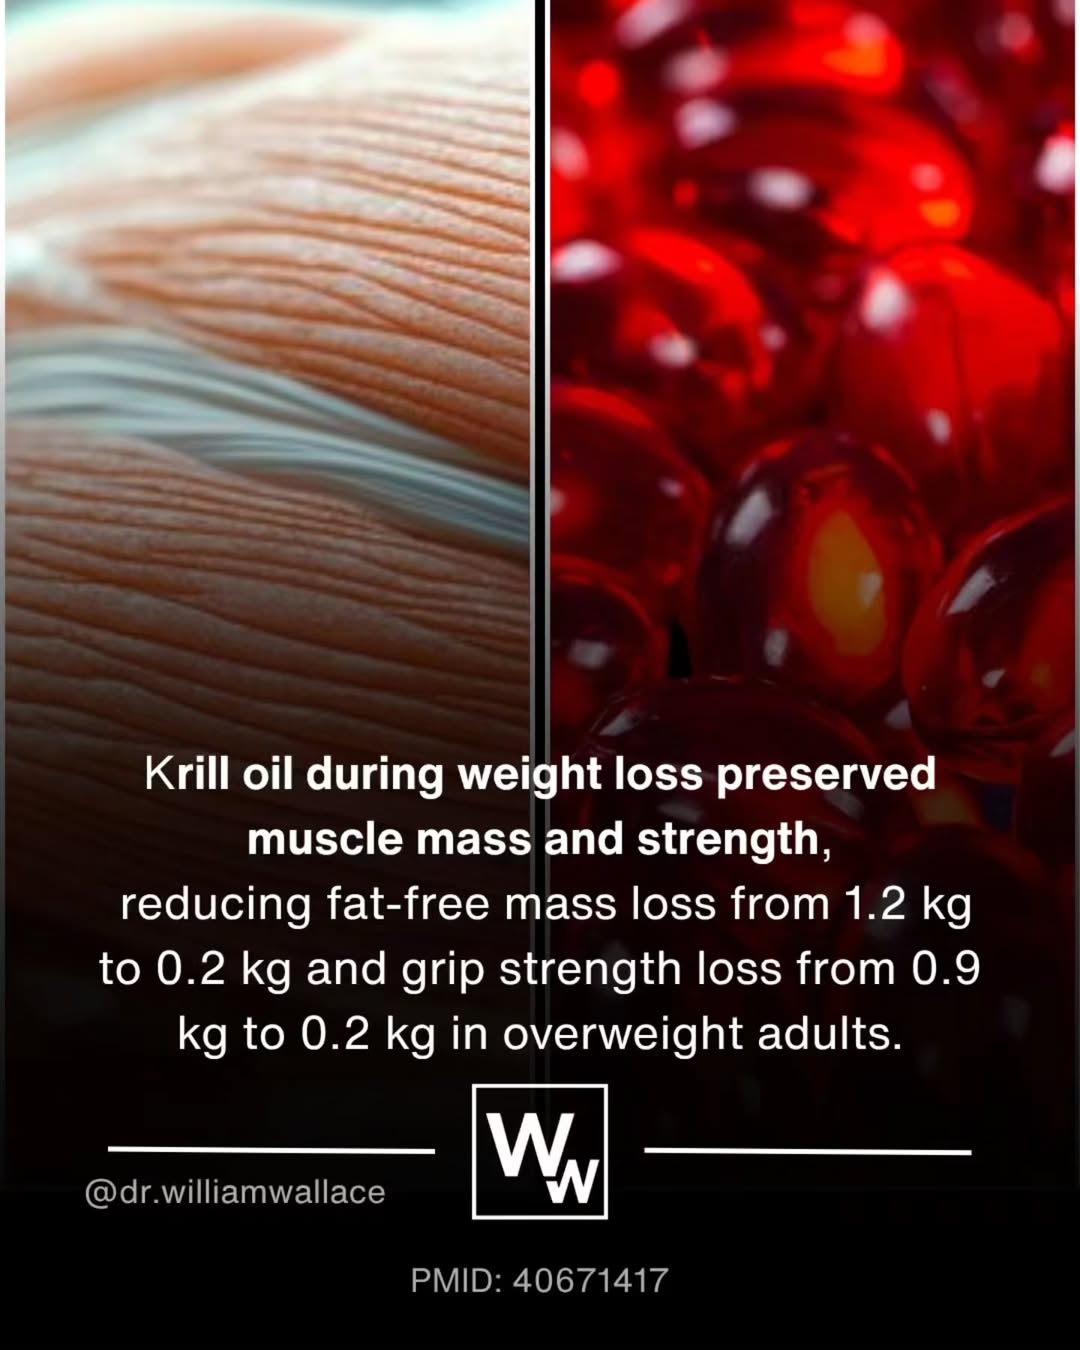 Krill oil during weight loss preserved
muscle mass and strength,
reducing fat-free mass loss from 1.2 kg
to 0.2 kg and grip strength loss from 0.9
kg to 0.2 kg in overweight adults.
WW
@dr.williamwallace
PMID: 40671417